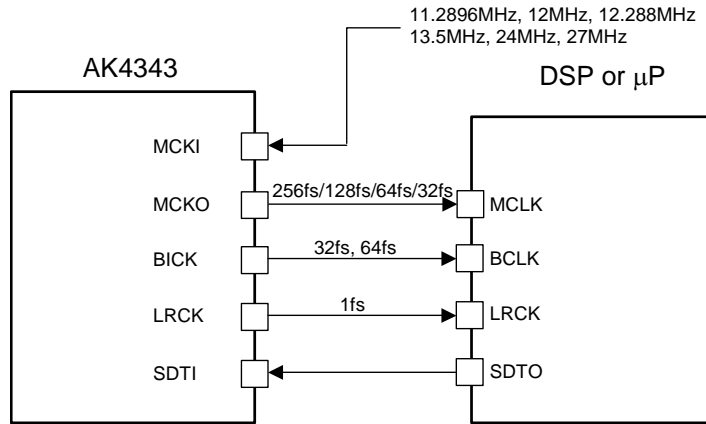 11.2896MHz, 12MHz, 12.288MHz
13.5MHz, 24MHz, 27MHz
AK4343
DSP or μP
MCKI
MCKO
256fs/128fs/64fs/32fs
MCLK
BICK
32fs, 64fs
BCLK
LRCK
1fs
LRCK
SDTI
SDTO